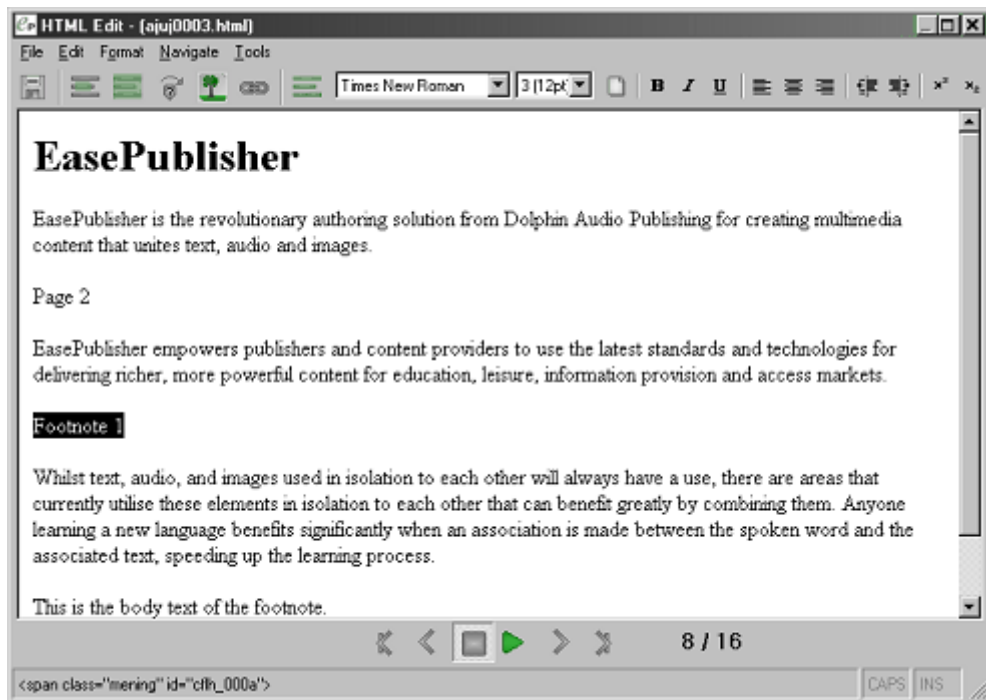 HTML Edit - (ajuj0003.html)
File Edit Format Navigate Tools
Times New Roman 3 (12pt) B I U x² x₂
EasePublisher
EasePublisher is the revolutionary authoring solution from Dolphin Audio Publishing for creating multimedia
content that unites text, audio and images.
Page 2
EasePublisher empowers publishers and content providers to use the latest standards and technologies for
delivering richer, more powerful content for education, leisure, information provision and access markets.
Footnote 1
Whilst text, audio, and images used in isolation to each other will always have a use, there are areas that
currently utilise these elements in isolation to each other that can benefit greatly by combining them. Anyone
learning a new language benefits significantly when an association is made between the spoken word and the
associated text, speeding up the learning process.
This is the body text of the footnote.
8 / 16
<span class="mening" id="cflh_000a"> CAPS INS